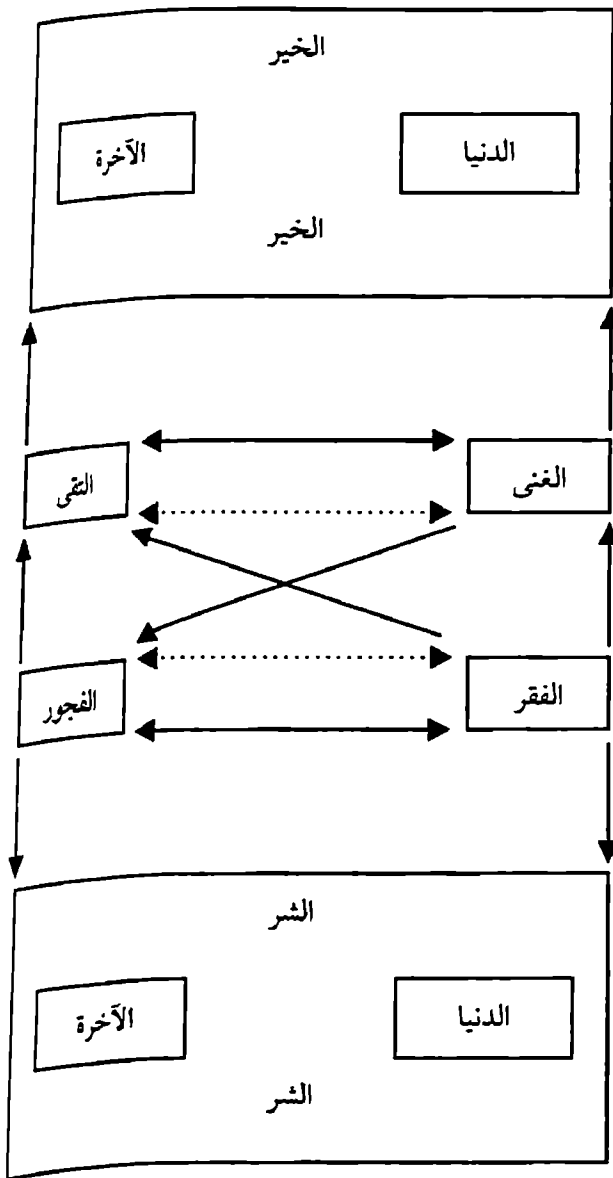 الخير
الدنيا الآخرة
الخير
الغنى التقى
الفقر الفجور
الشر
الدنيا الآخرة
الشر